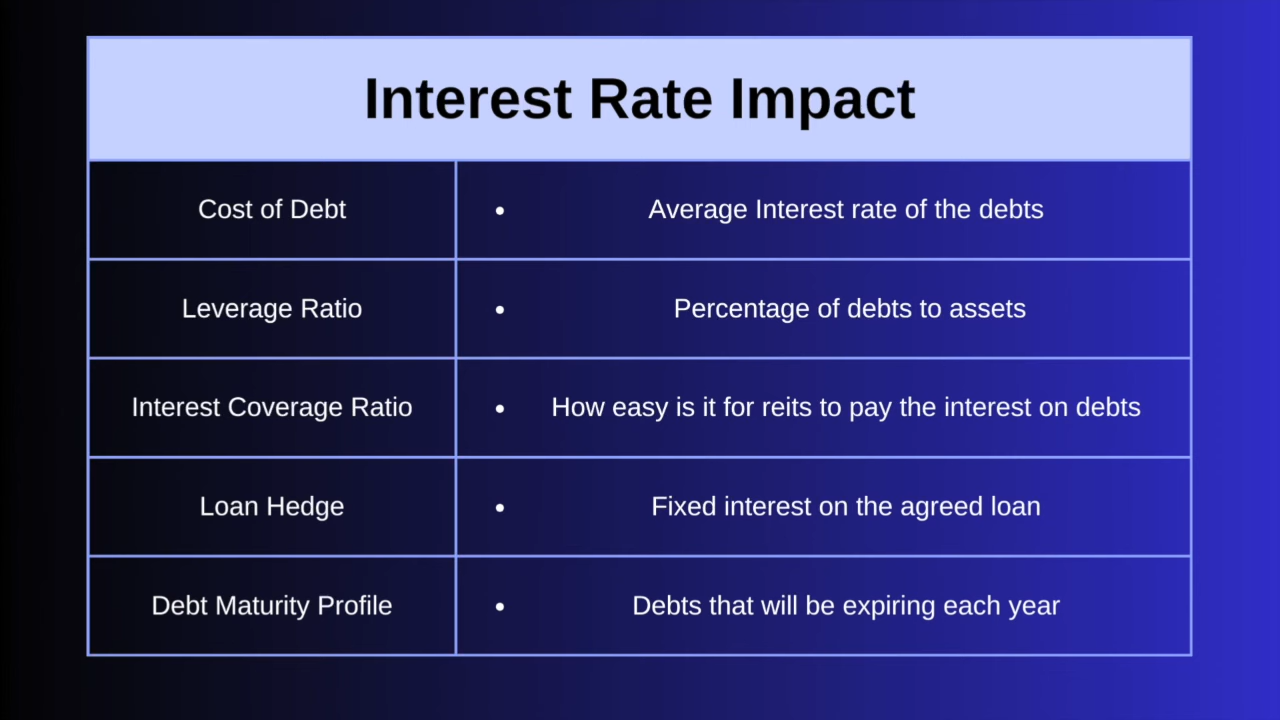 Interest Rate Impact
Cost of Debt
• Average Interest rate of the debts
Leverage Ratio
• Percentage of debts to assets
Interest Coverage Ratio
• How easy is it for reits to pay the interest on debts
Loan Hedge
• Fixed interest on the agreed loan
Debt Maturity Profile
• Debts that will be expiring each year